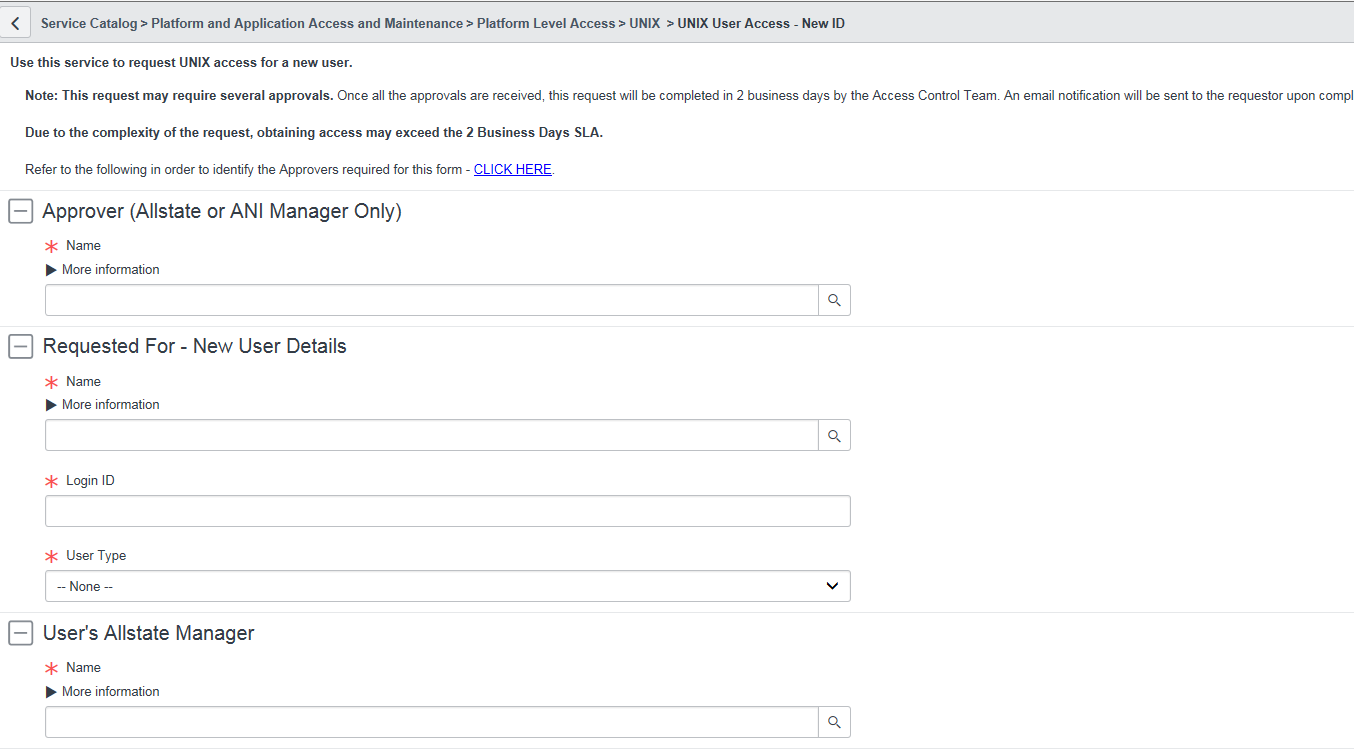 Service Catalog > Platform and Application Access and Maintenance > Platform Level Access > UNIX > UNIX User Access - New ID
Use this service to request UNIX access for a new user.
Note: This request may require several approvals. Once all the approvals are received, this request will be completed in 2 business days by the Access Control Team. An email notification will be sent to the requestor upon compl
Due to the complexity of the request, obtaining access may exceed the 2 Business Days SLA.
Refer to the following in order to identify the Approvers required for this form - CLICK HERE.
Approver (Allstate or ANI Manager Only)
Name
More information
Requested For - New User Details
Name
More information
Login ID
User Type
-- None --
User's Allstate Manager
Name
More information